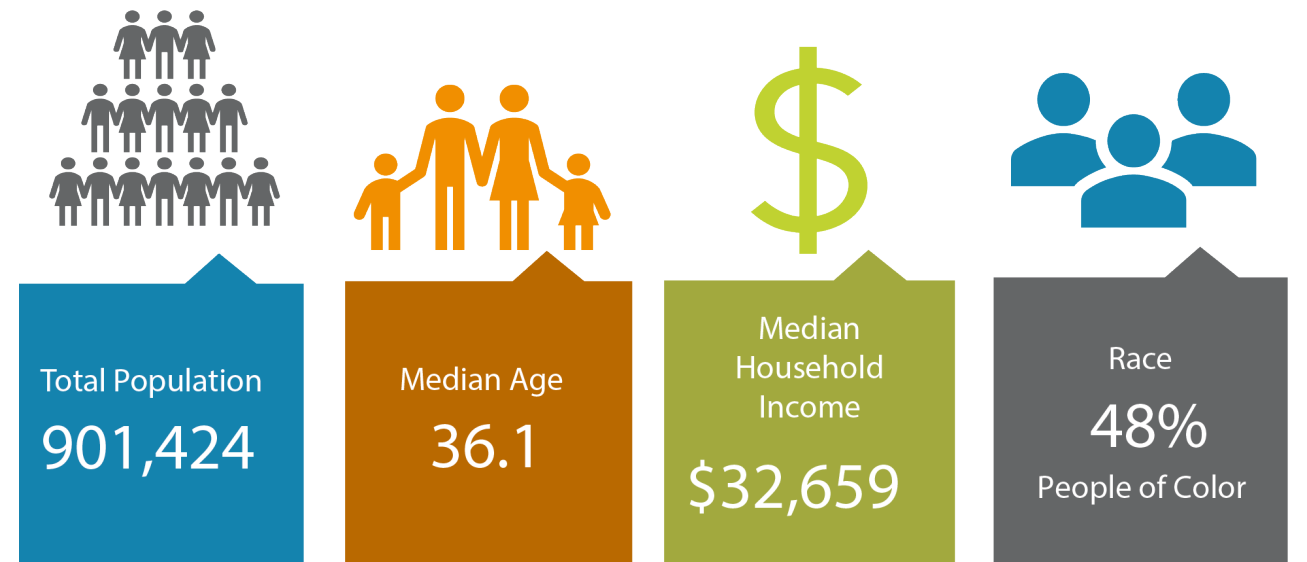 Total Population
901,424
Median Age
36.1
Median
Household
Income
$32,659
Race
48%
People of Color